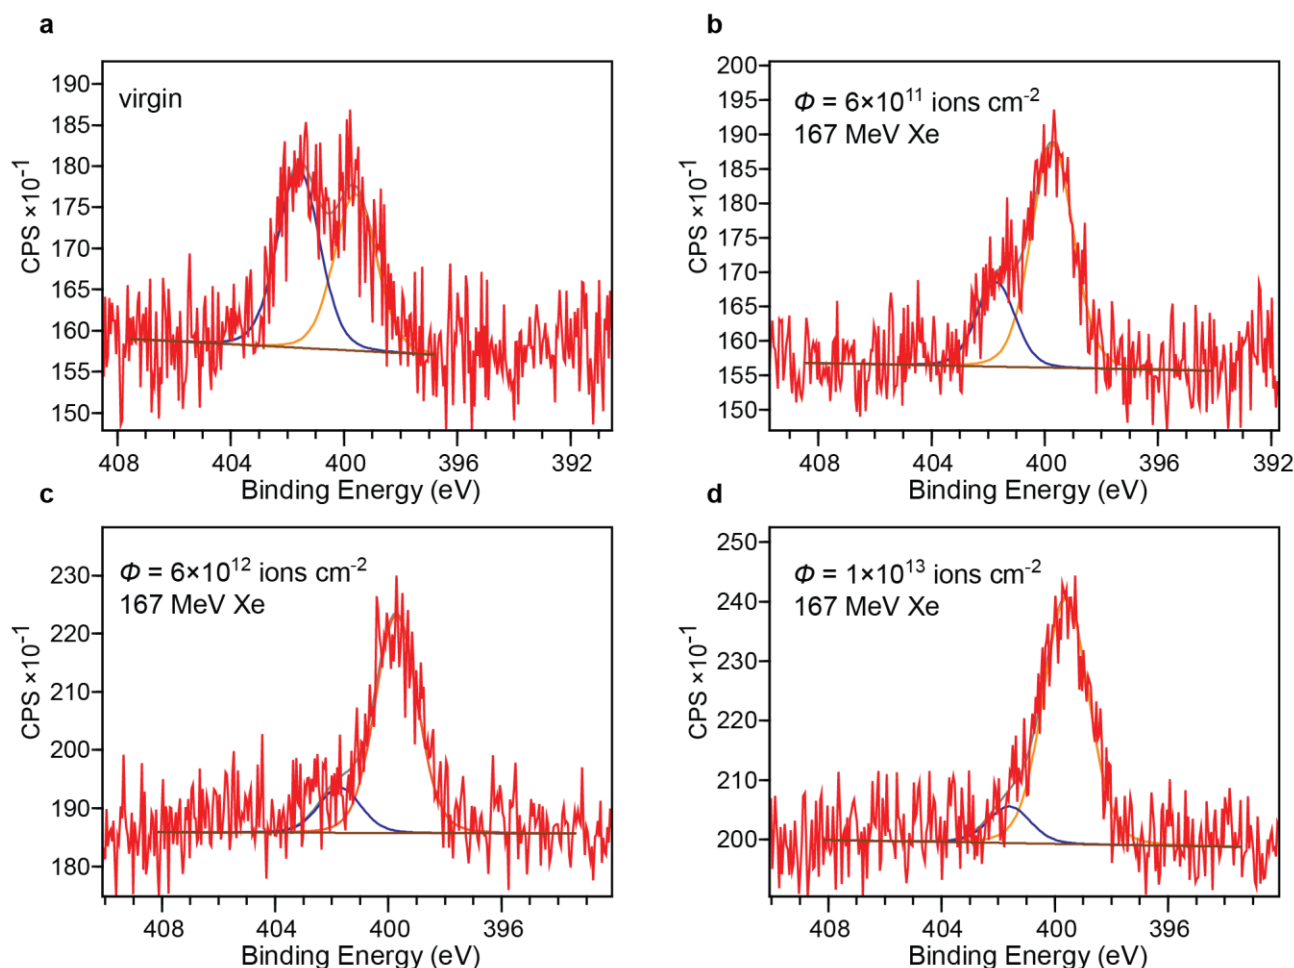 a
virgin
CPS ×10⁻¹
190
185
180
175
170
165
160
155
150
408 404 400 396 392
Binding Energy (eV)
b
Φ = 6×10¹¹ ions cm⁻²
167 MeV Xe
CPS ×10⁻¹
200
195
190
185
180
175
170
165
160
155
150
408 404 400 396 392
Binding Energy (eV)
c
Φ = 6×10¹² ions cm⁻²
167 MeV Xe
CPS ×10⁻¹
230
220
210
200
190
180
408 404 400 396
Binding Energy (eV)
d
Φ = 1×10¹³ ions cm⁻²
167 MeV Xe
CPS ×10⁻¹
250
240
230
220
210
200
408 404 400 396
Binding Energy (eV)